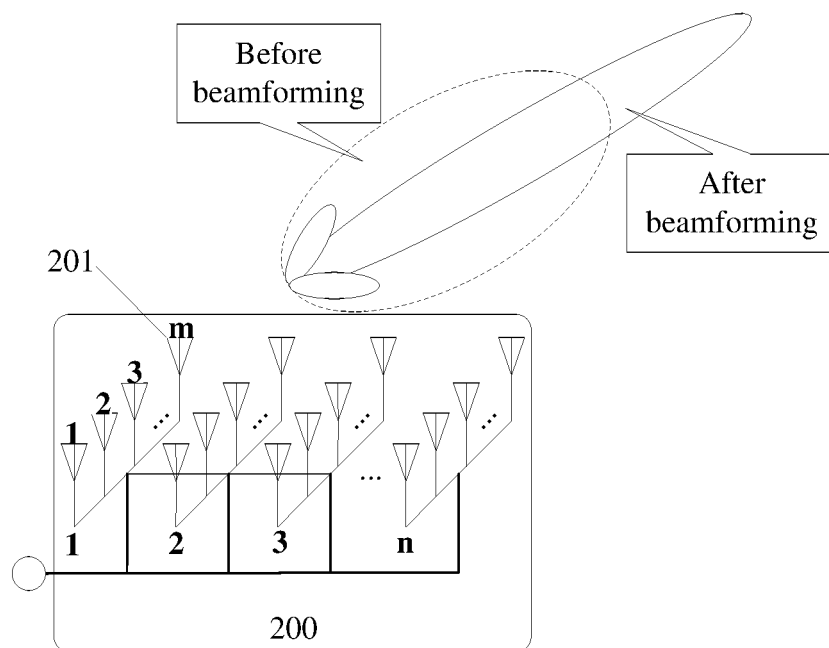 Before
beamforming
After
beamforming
201
m
3
2
1
...
...
...
...
1
2
3
n
200